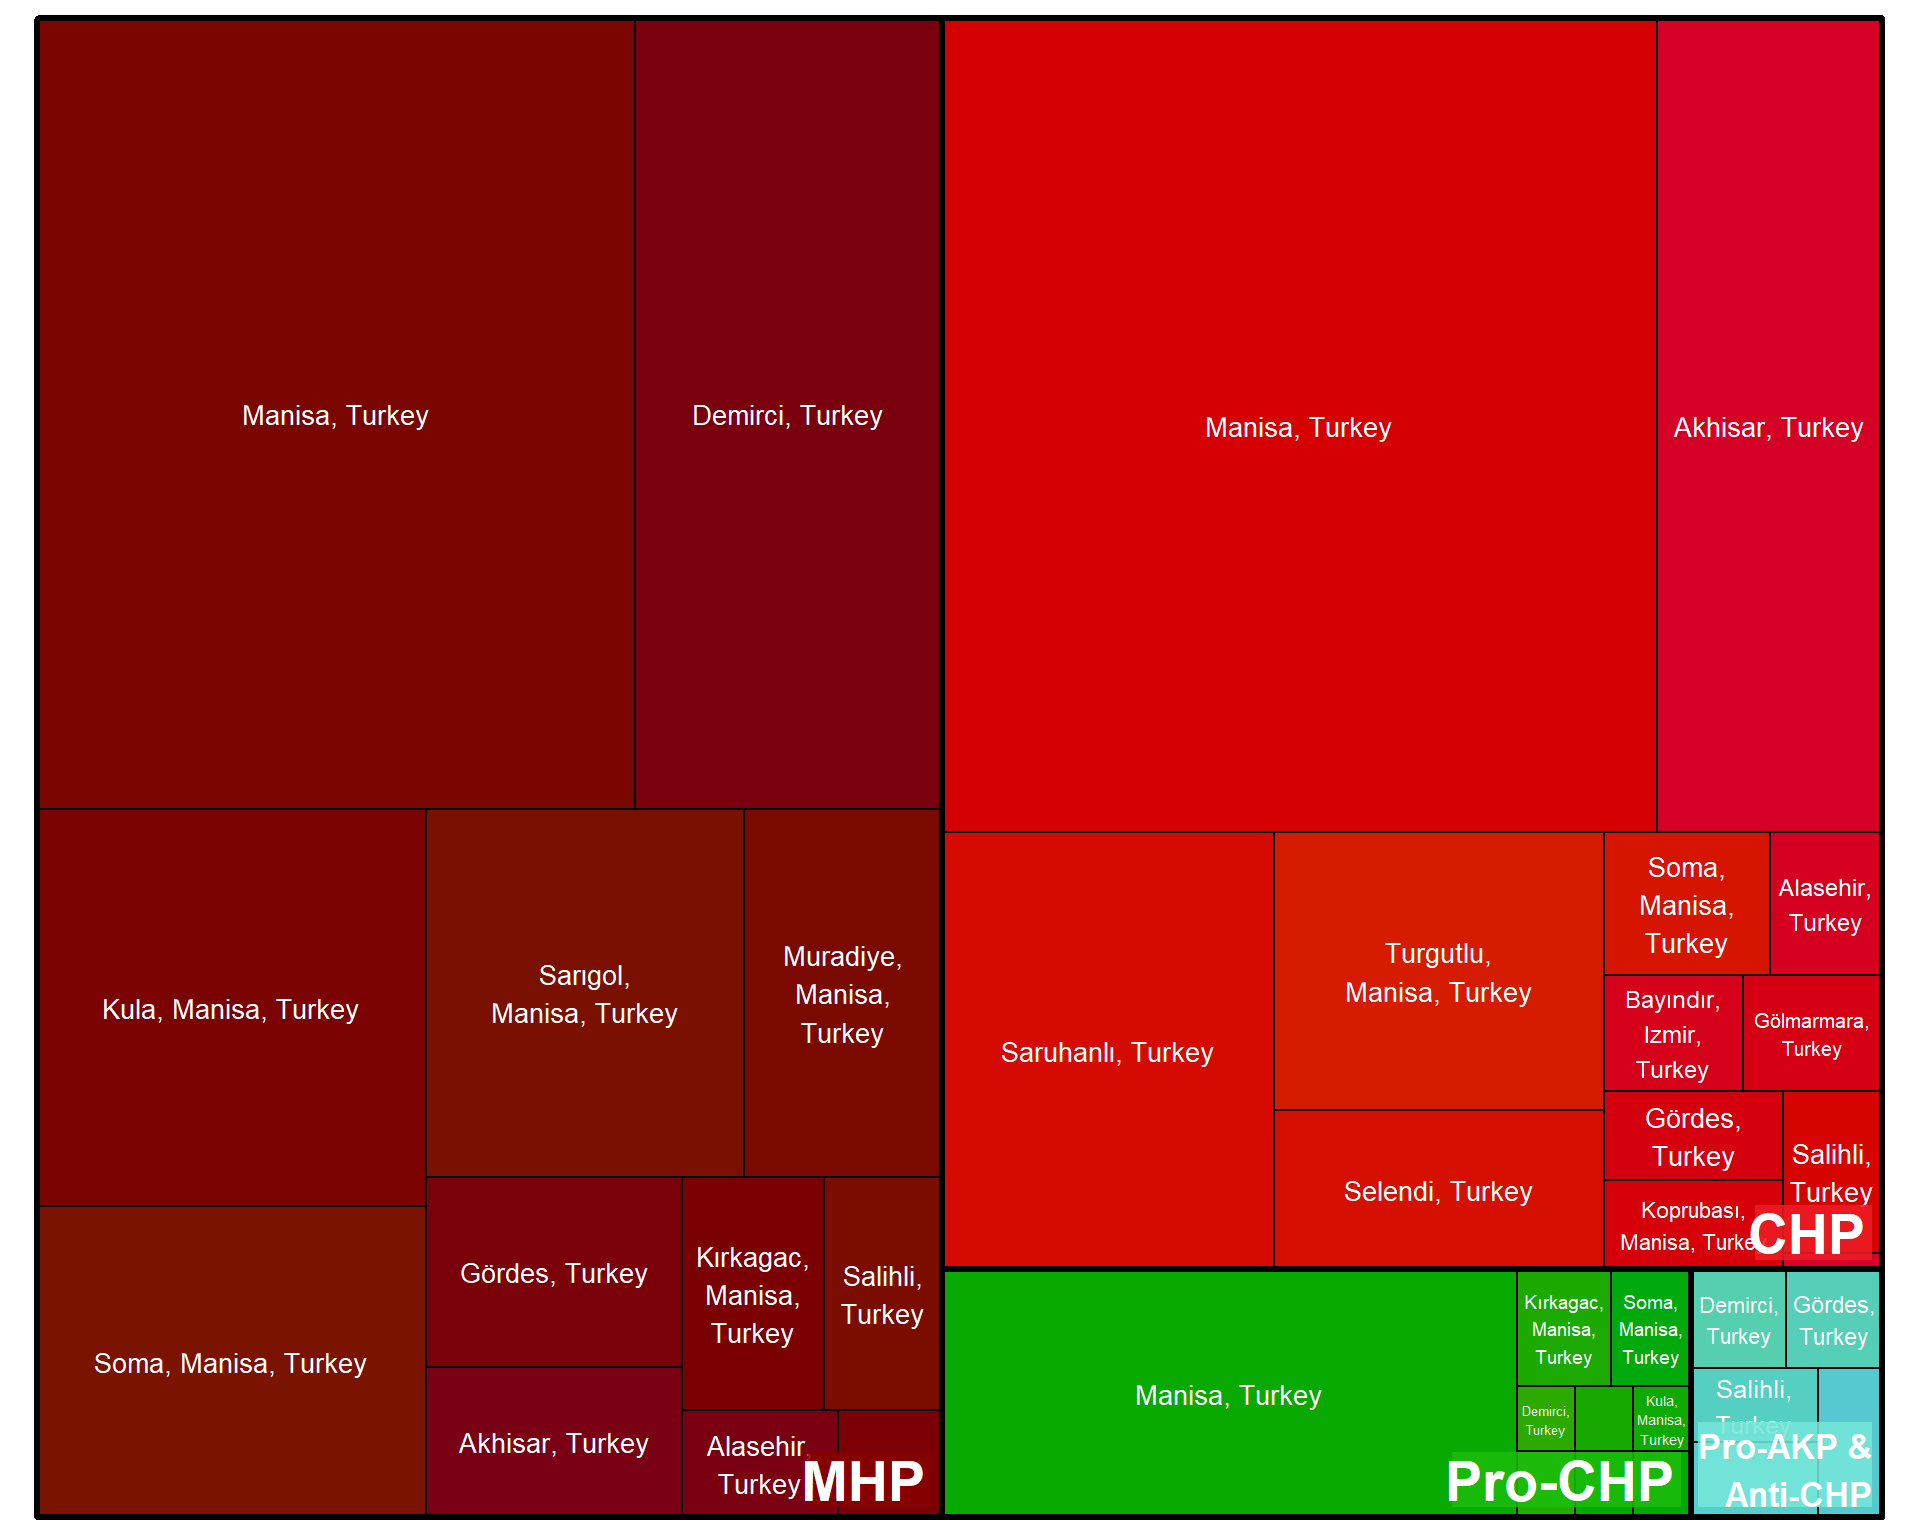 Manisa, Turkey
Demirci, Turkey
Kula, Manisa, Turkey
Sarıgol,
Manisa, Turkey
Muradiye,
Manisa,
Turkey
Soma, Manisa, Turkey
Gördes, Turkey
Kırkagac,
Manisa,
Turkey
Salihli,
Turkey
Akhisar, Turkey
Alasehir,
Turkey
MHP
Manisa, Turkey
Akhisar, Turkey
Saruhanlı, Turkey
Turgutlu,
Manisa, Turkey
Selendi, Turkey
Soma,
Manisa,
Turkey
Alasehir,
Turkey
Bayındır,
Izmir,
Turkey
Gölmarmara,
Turkey
Gördes,
Turkey
Salihli,
Turkey
Koprubası,
Manisa, Turkey
CHP
Manisa, Turkey
Kırkagac,
Manisa,
Turkey
Soma,
Manisa,
Turkey
Demirci,
Turkey
Kula,
Manisa,
Turkey
Pro-CHP
Demirci,
Turkey
Gördes,
Turkey
Salihli,
Turkey
Pro-AKP &
Anti-CHP